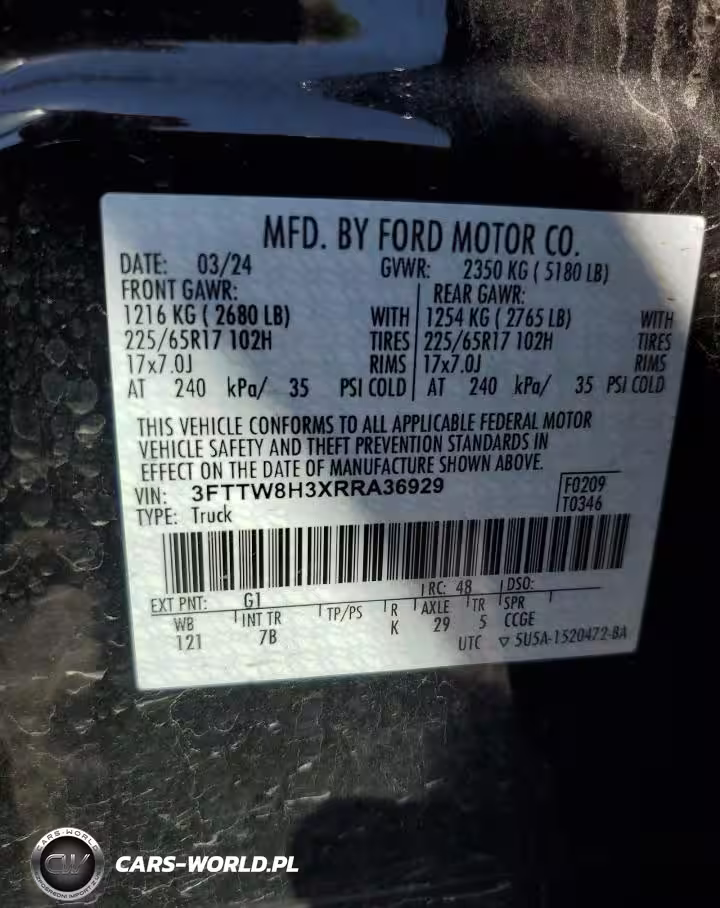 MFD. BY FORD MOTOR CO.
DATE: 03/24 GVWR: 2350 KG ( 5180 LB)
FRONT GAWR: REAR GAWR:
1216 KG ( 2680 LB) WITH 1254 KG ( 2765 LB) WITH
225/65R17 102H TIRES 225/65R17 102H TIRES
17x7.0J RIMS 17x7.0J RIMS
AT 240 kPa/ 35 PSI COLD AT 240 kPa/ 35 PSI COLD
THIS VEHICLE CONFORMS TO ALL APPLICABLE FEDERAL MOTOR
VEHICLE SAFETY AND THEFT PREVENTION STANDARDS IN
EFFECT ON THE DATE OF MANUFACTURE SHOWN ABOVE.
VIN: 3FTTW8H3XRRA36929 F0209
TYPE: Truck T0346
EXT PNT: G1 RC: 48 DSO:
WB INT TR TP/PS R AXLE TR SPR
121 7B K 29 5 CCGE
UTC ▽ 5U5A-1520472-BA
CARS-WORLD
CW
CARS-WORLD.PL